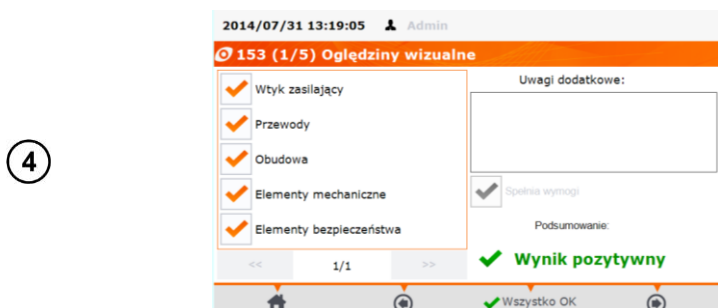 2014/07/31 13:19:05 Admin
153 (1/5) Oględziny wizualne
4
Wtyk zasilający
Przewody
Obudowa
Elementy mechaniczne
Elementy bezpieczeństwa
<< 1/1 >>
Uwagi dodatkowe:
Spełnia wymogi
Podsumowanie:
Wynik pozytywny
Wszystko OK